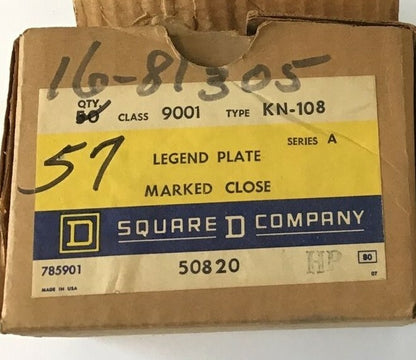 16-81305
QTY.
50 CLASS 9001 TYPE KN-108
57
LEGEND PLATE SERIES A
MARKED CLOSE
D SQUARE D COMPANY
785901 50820 HP 80
MADE IN USA 07